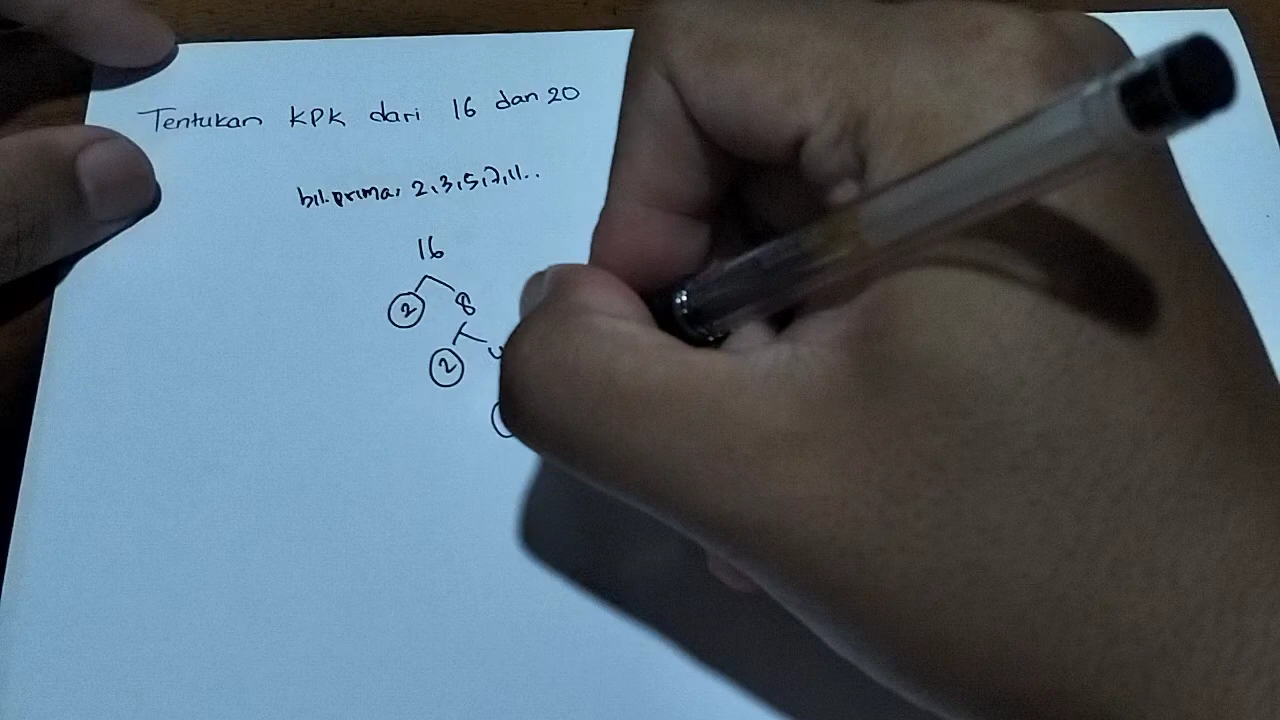 Tentukan KPK dari 16 dan 20
bil.prima, 2,3,5,7,11..
16
2 8
2